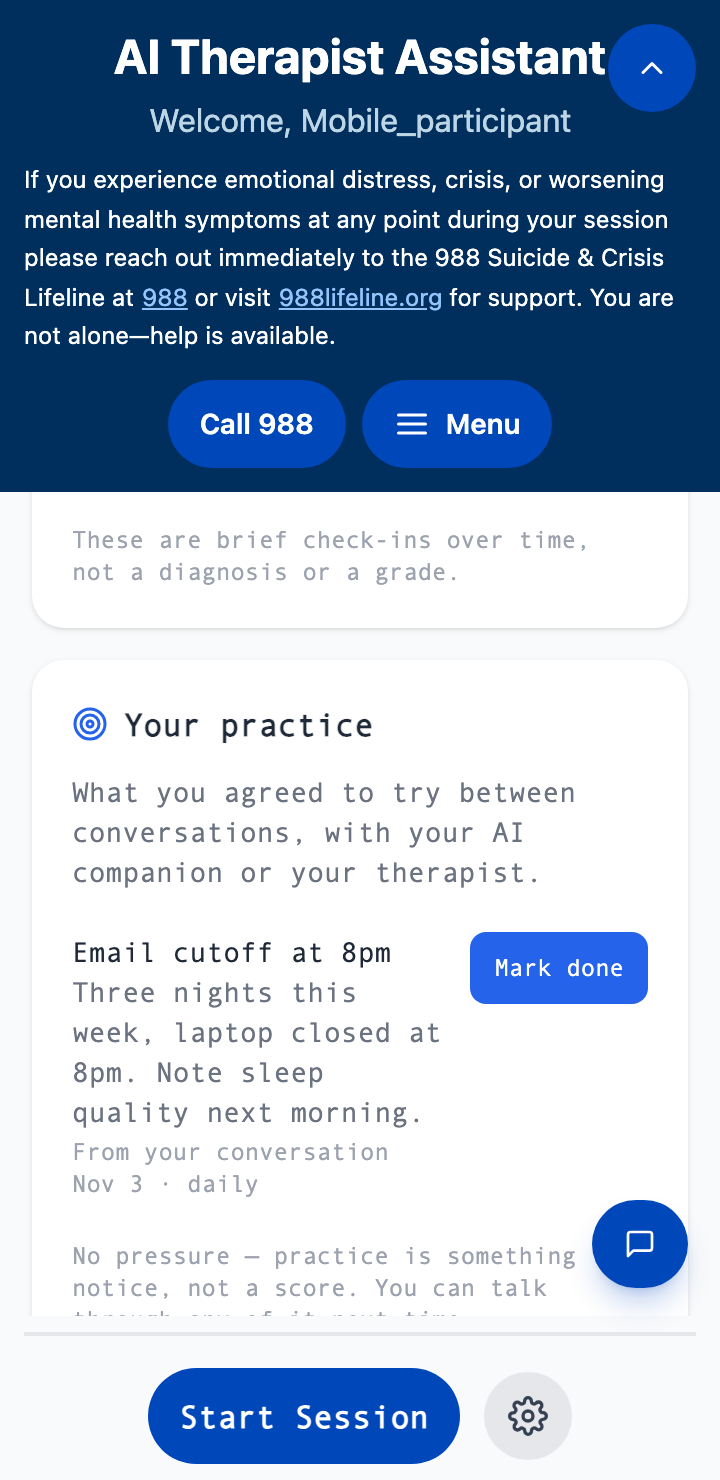 AI Therapist Assistant
Welcome, Mobile_participant
If you experience emotional distress, crisis, or worsening
mental health symptoms at any point during your session
please reach out immediately to the 988 Suicide & Crisis
Lifeline at 988 or visit 988lifeline.org for support. You are
not alone—help is available.
Call 988
Menu
These are brief check-ins over time,
not a diagnosis or a grade.
Your practice
What you agreed to try between
conversations, with your AI
companion or your therapist.
Email cutoff at 8pm
Mark done
Three nights this
week, laptop closed at
8pm. Note sleep
quality next morning.
From your conversation
Nov 3 · daily
No pressure — practice is something
notice, not a score. You can talk
Start Session